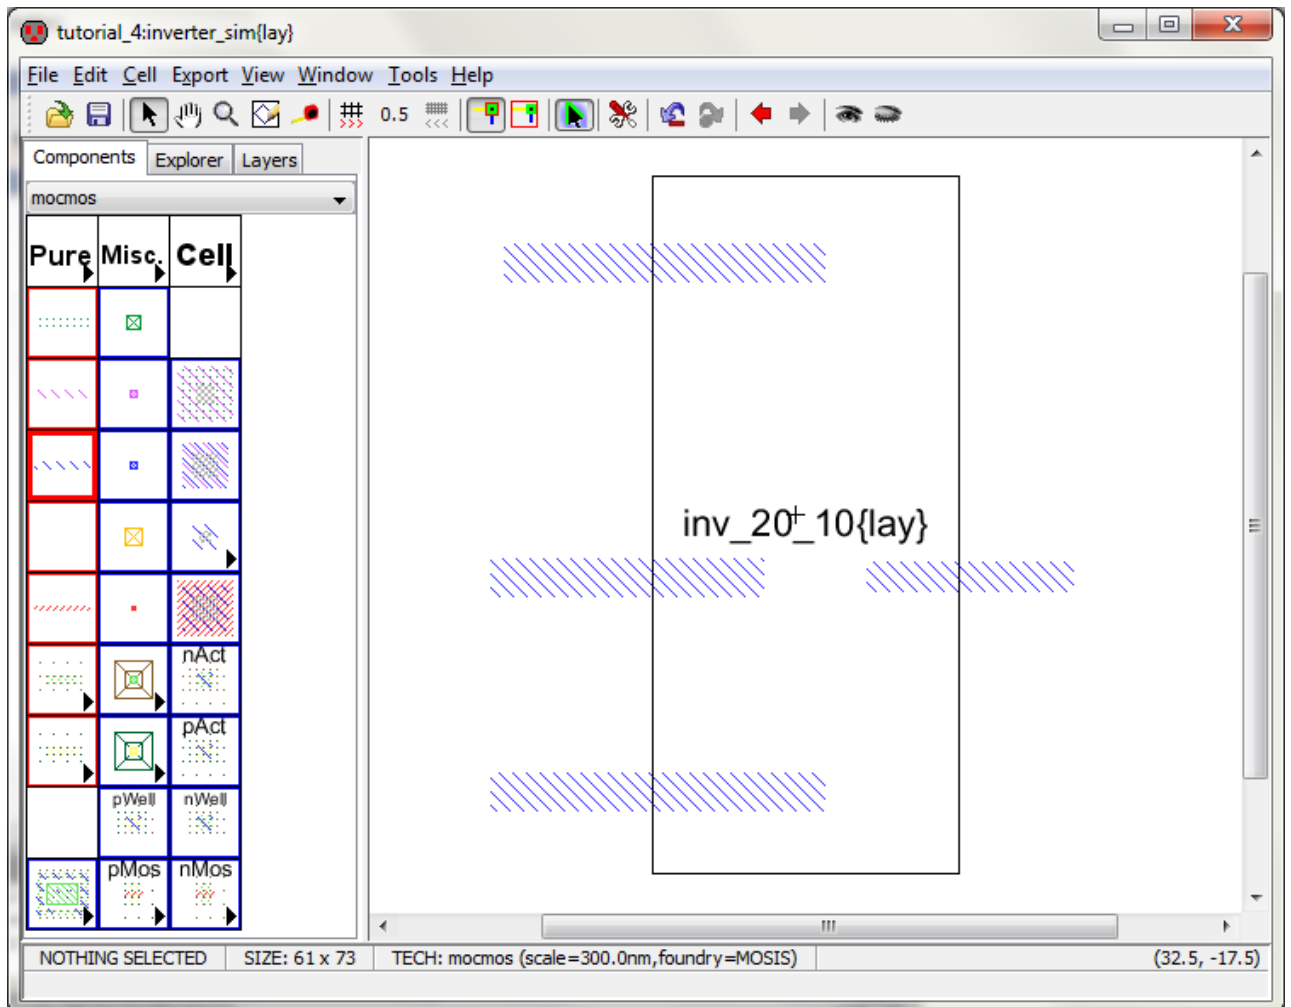 tutorial_4:inverter_sim{lay}
File Edit Cell Export View Window Tools Help
0.5
Components Explorer Layers
mocmos
Pure Misc. Cell
inv_20_10{lay}
nAct
pAct
pWell nWell
pMos nMos
NOTHING SELECTED SIZE: 61 x 73 TECH: mocmos (scale=300.0nm,foundry=MOSIS) (32.5, -17.5)